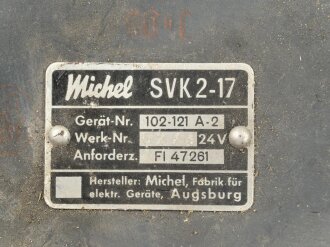 Michel SVK 2-17
Gerät-Nr. 102-121 A-2
Werk-Nr. 24V
Anforderz. Fl 47261
Hersteller: Michel, Fabrik für
elektr. Geräte, Augsburg